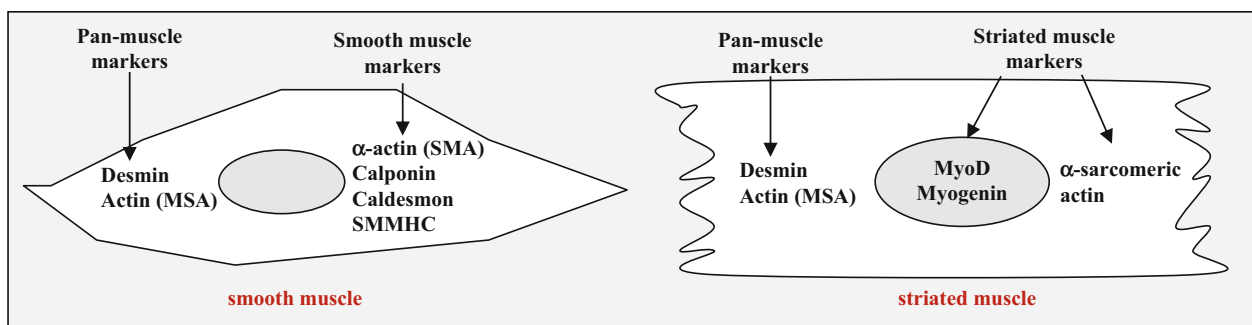 Pan-muscle
markers
Smooth muscle
markers
Desmin
Actin (MSA)
α-actin (SMA)
Calponin
Caldesmon
SMMHC
smooth muscle
Pan-muscle
markers
Striated muscle
markers
Desmin
Actin (MSA)
MyoD
Myogenin
α-sarcomeric
actin
striated muscle